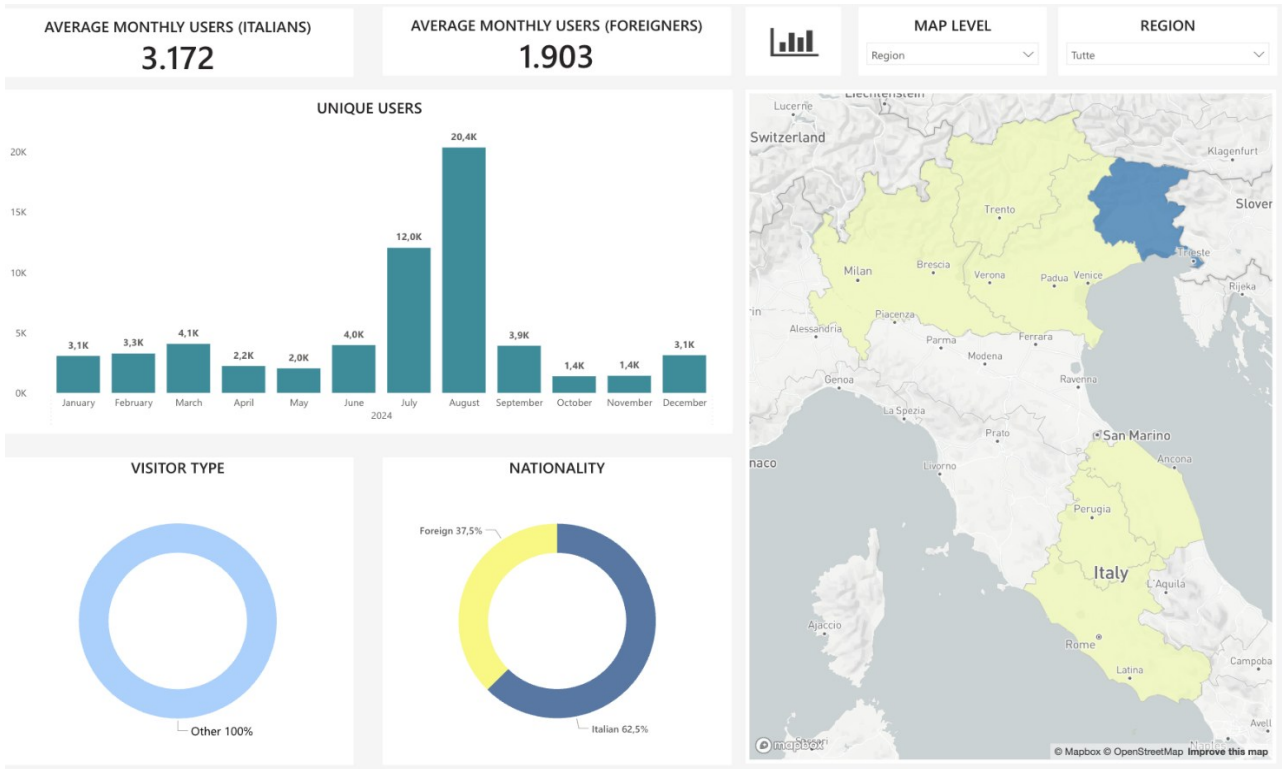 AVERAGE MONTHLY USERS (ITALIANS)
3.172
AVERAGE MONTHLY USERS (FOREIGNERS)
1.903
MAP LEVEL
Region
REGION
Tutte
UNIQUE USERS
20K
15K
10K
5K
0K
3,1K
3,3K
4,1K
2,2K
2,0K
4,0K
12,0K
20,4K
3,9K
1,4K
1,4K
3,1K
January
February
March
April
May
June
July
August
September
October
November
December
2024
VISITOR TYPE
Other 100%
NATIONALITY
Foreign 37,5%
Italian 62,5%
Liechtenstein
Lucerne
Switzerland
Klagenfurt
Slover
Trento
Trieste
Milan
Brescia
Verona
Padua
Venice
Rijeka
rin
Piacenza
Alessandria
Parma
Ferrara
Modena
Genoa
Ravenna
La Spezia
Prato
San Marino
naco
Livorno
Ancona
Perugia
Italy
L'Aquila
Ajaccio
Rome
Latina
Campoba
Avell
Sassari
Naples
mapbox
© Mapbox © OpenStreetMap Improve this map